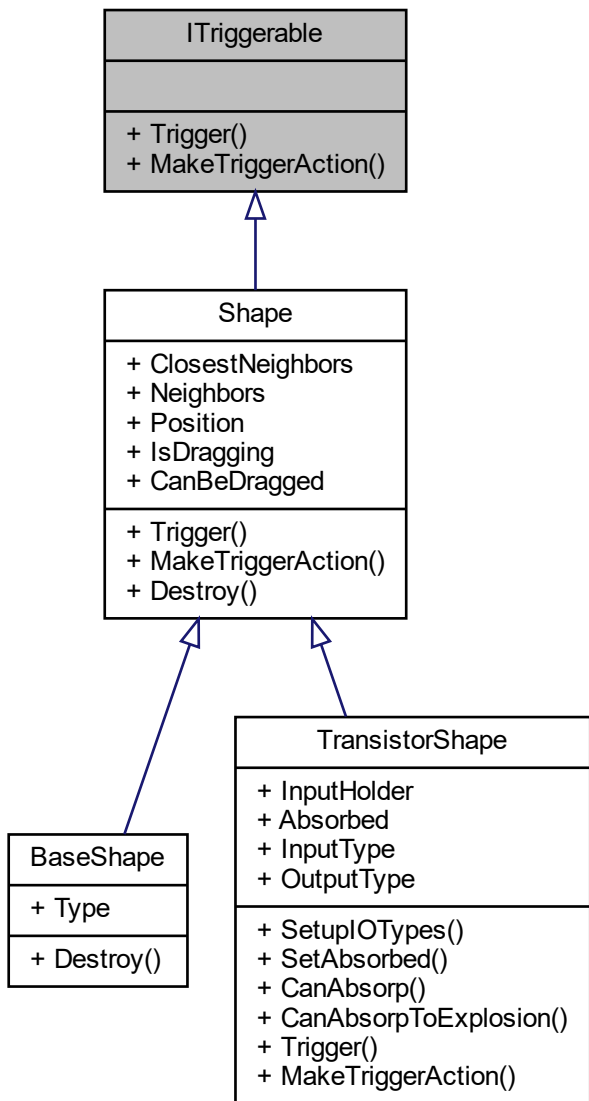 ITriggerable
+ Trigger()
+ MakeTriggerAction()
Shape
+ ClosestNeighbors
+ Neighbors
+ Position
+ IsDragging
+ CanBeDragged
+ Trigger()
+ MakeTriggerAction()
+ Destroy()
BaseShape
+ Type
+ Destroy()
TransistorShape
+ InputHolder
+ Absorbed
+ InputType
+ OutputType
+ SetupIOTypes()
+ SetAbsorbed()
+ CanAbsorp()
+ CanAbsorpToExplosion()
+ Trigger()
+ MakeTriggerAction()